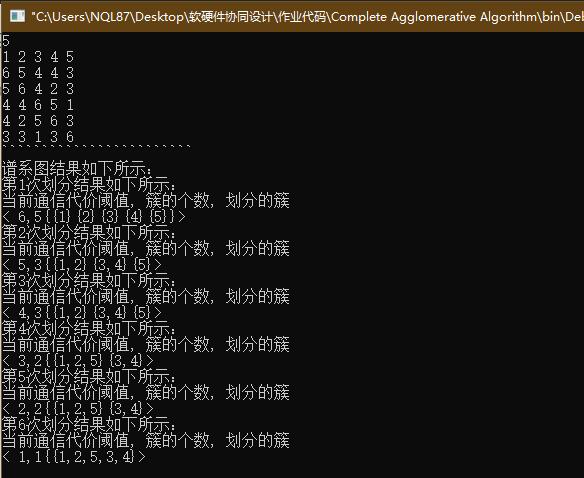 "C:\Users\NQL87\Desktop\软硬件协同设计\作业代码\Complete Agglomerative Algorithm\bin\Deb
5
1 2 3 4 5
6 5 4 4 3
5 6 4 2 3
4 4 6 5 1
4 2 5 6 3
3 3 1 3 6
~~~~~~~~~~~~~~~~~~~~~~~~
谱系图结果如下所示:
第1次划分结果如下所示:
当前通信代价阈值, 簇的个数, 划分的簇
< 6,5{{1}{2}{3}{4}{5}}>
第2次划分结果如下所示:
当前通信代价阈值, 簇的个数, 划分的簇
< 5,3{{1,2}{3,4}{5}>
第3次划分结果如下所示:
当前通信代价阈值, 簇的个数, 划分的簇
< 4,3{{1,2}{3,4}{5}>
第4次划分结果如下所示:
当前通信代价阈值, 簇的个数, 划分的簇
< 3,2{{1,2,5}{3,4}>
第5次划分结果如下所示:
当前通信代价阈值, 簇的个数, 划分的簇
< 2,2{{1,2,5}{3,4}>
第6次划分结果如下所示:
当前通信代价阈值, 簇的个数, 划分的簇
< 1,1{{1,2,5,3,4}>